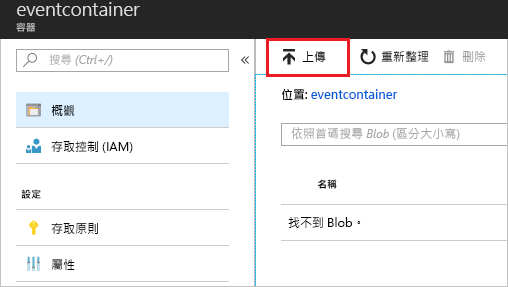 eventcontainer
容器
搜尋 (Ctrl+/)
«
上傳
重新整理
刪除
概觀
位置: eventcontainer
依照首碼搜尋 Blob (區分大小寫)
存取控制 (IAM)
名稱
設定
找不到 Blob。
存取原則
屬性